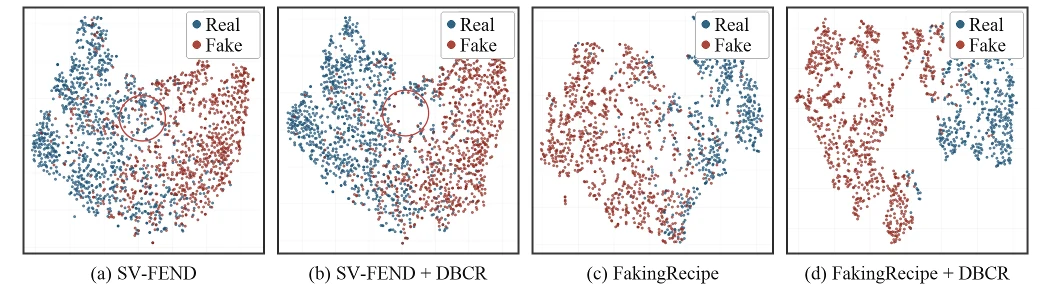 Real
Fake
Real
Fake
Real
Fake
Real
Fake
(a) SV-FEND
(b) SV-FEND + DBCR
(c) FakingRecipe
(d) FakingRecipe + DBCR